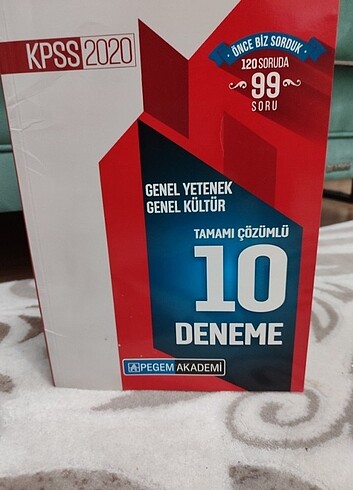 KPSS 2020
ÖNCE BİZ SORDUK
120 SORUDA
99
SORU
GENEL YETENEK
GENEL KÜLTÜR
TAMAMI ÇÖZÜMLÜ
10
DENEME
PEGEM AKADEMİ